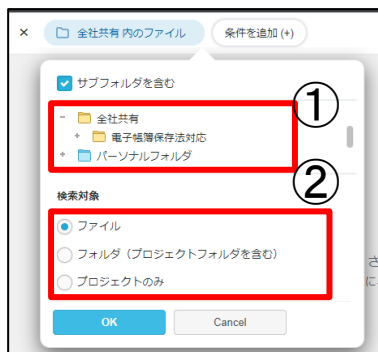 × 全社共有 内のファイル 条件を追加 (+)
サブフォルダを含む
①
− 全社共有
+ 電子帳簿保存法対応
+ パーソナルフォルダ
②
検索対象
ファイル
フォルダ（プロジェクトフォルダを含む）
プロジェクトのみ
さ
に
OK Cancel